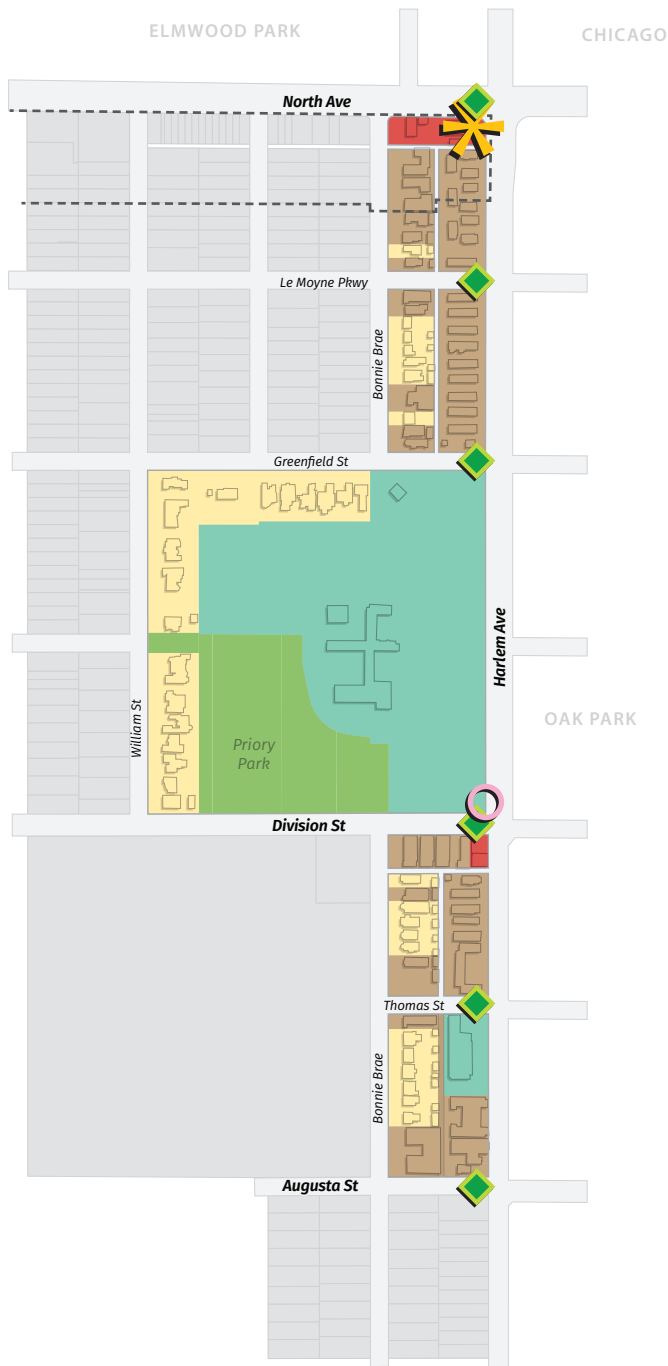 ELMWOOD PARK
CHICAGO
North Ave
Le Moyne Pkwy
Bonnie Brae
Greenfield St
Harlem Ave
William St
OAK PARK
Priory
Park
Division St
Thomas St
Bonnie Brae
Augusta St